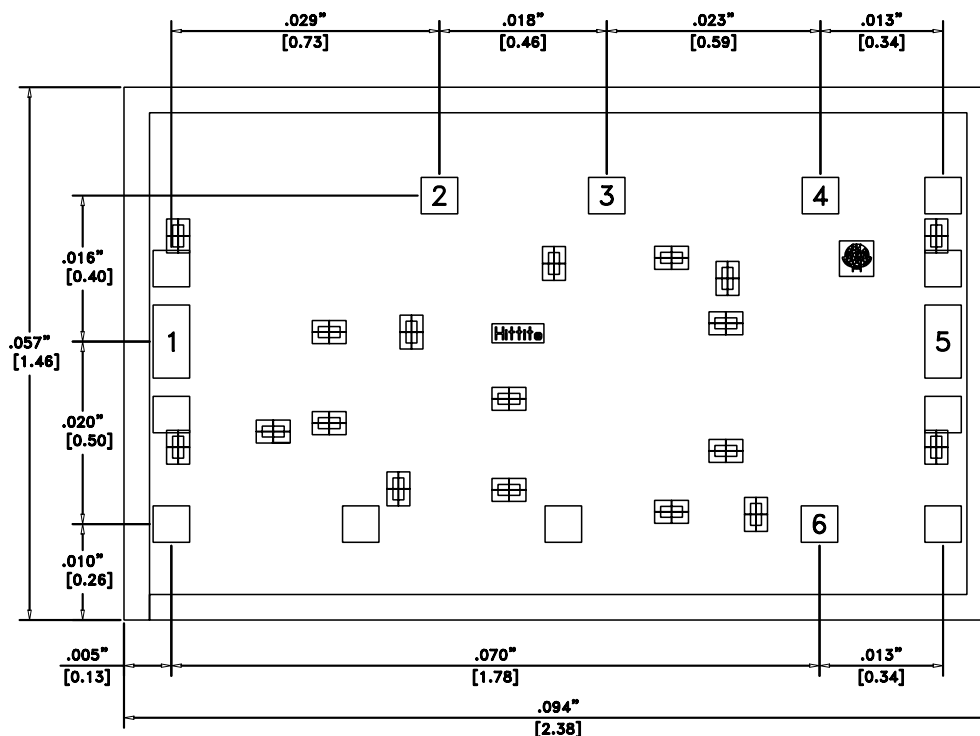 .029” .018” .023” .013”
[0.73] [0.46] [0.59] [0.34]
2 3 4
.016”
[0.40]
1 Hittite 5
.057”
[1.46]
.020”
[0.50]
6
.010”
[0.26]
.005” .070” .013”
[0.13] [1.78] [0.34]
.094”
[2.38]